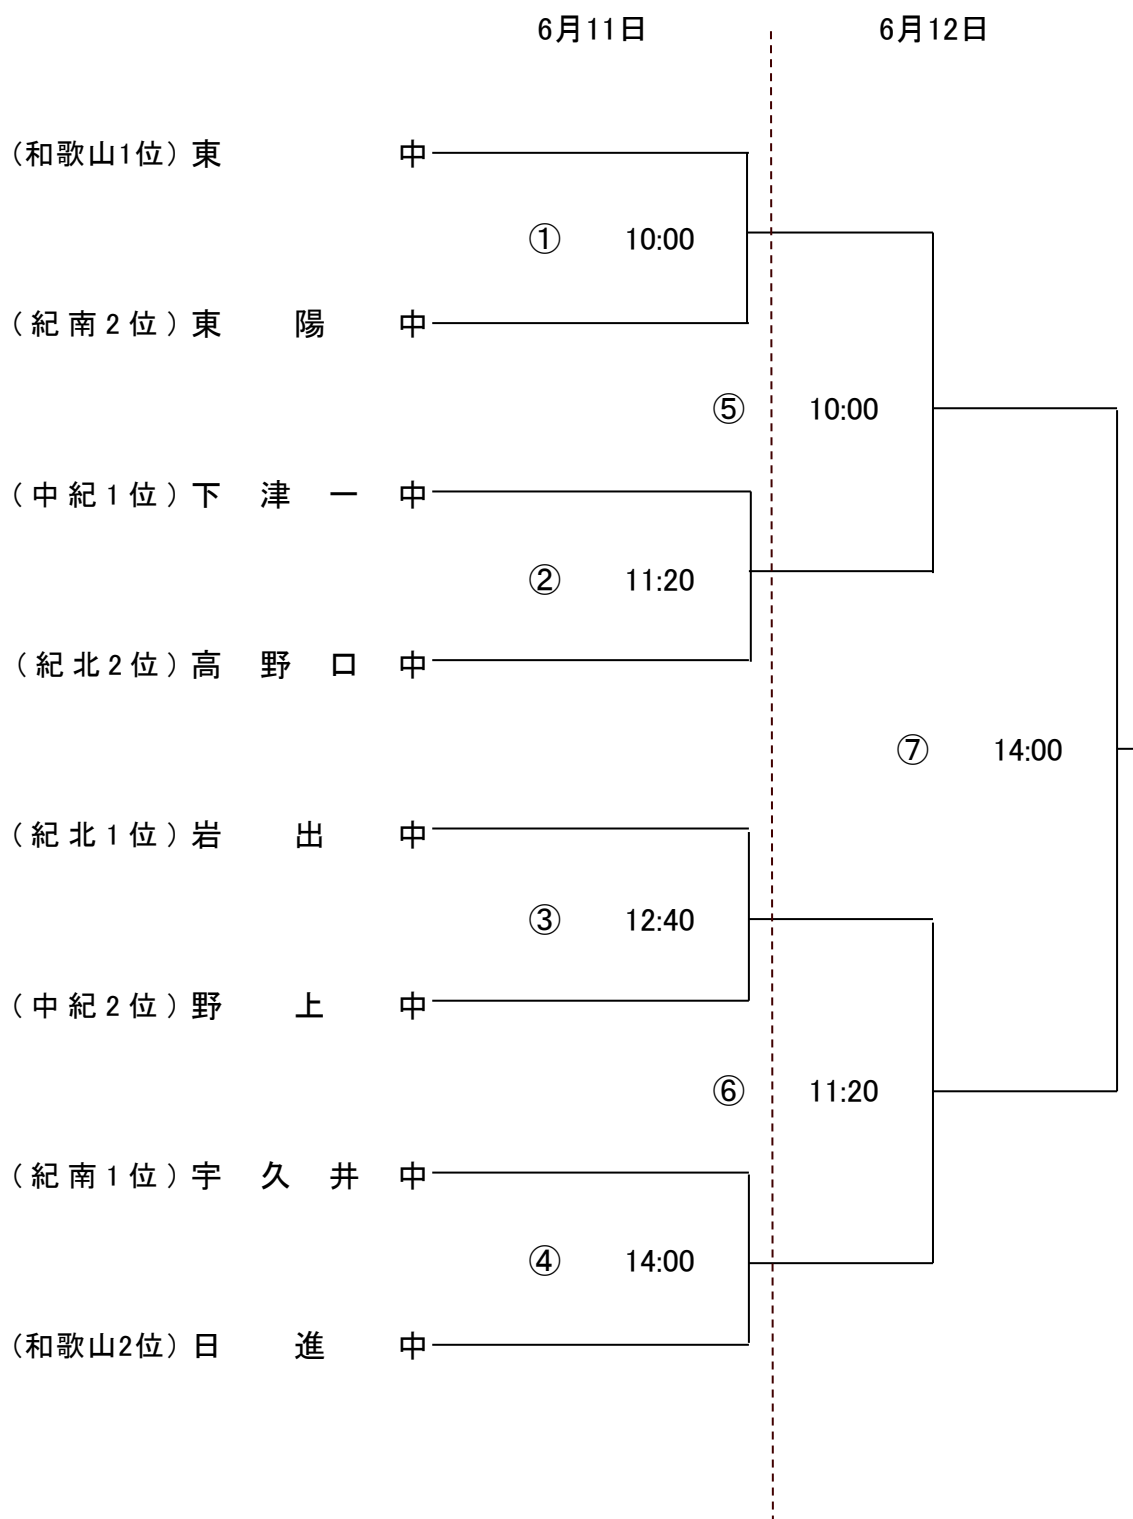 6月11日 6月12日
(和歌山1位) 東 中
① 10:00
(紀南2位) 東陽中
⑤ 10:00
(中紀1位) 下津一中
② 11:20
(紀北2位) 高野口中
⑦ 14:00
(紀北1位) 岩出中
③ 12:40
(中紀2位) 野上中
⑥ 11:20
(紀南1位) 宇久井中
④ 14:00
(和歌山2位) 日進中